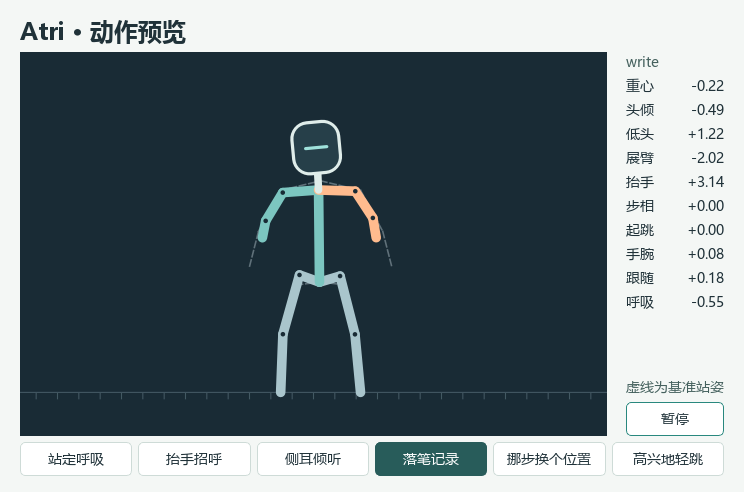 Atri · 动作预览
write
重心 -0.22
头倾 -0.49
低头 +1.22
展臂 -2.02
抬手 +3.14
步相 +0.00
起跳 +0.00
手腕 +0.08
跟随 +0.18
呼吸 -0.55
虚线为基准站姿
暂停
站定呼吸 抬手招呼 侧耳倾听 落笔记录 挪步换个位置 高兴地轻跳